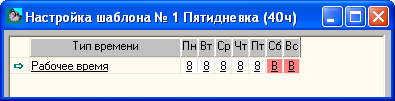 Настройка шаблона № 1 Пятидневка (40ч)
Тип времени Пн Вт Ср Чт Пт Сб Вс
Рабочее время 8 8 8 8 8 В В